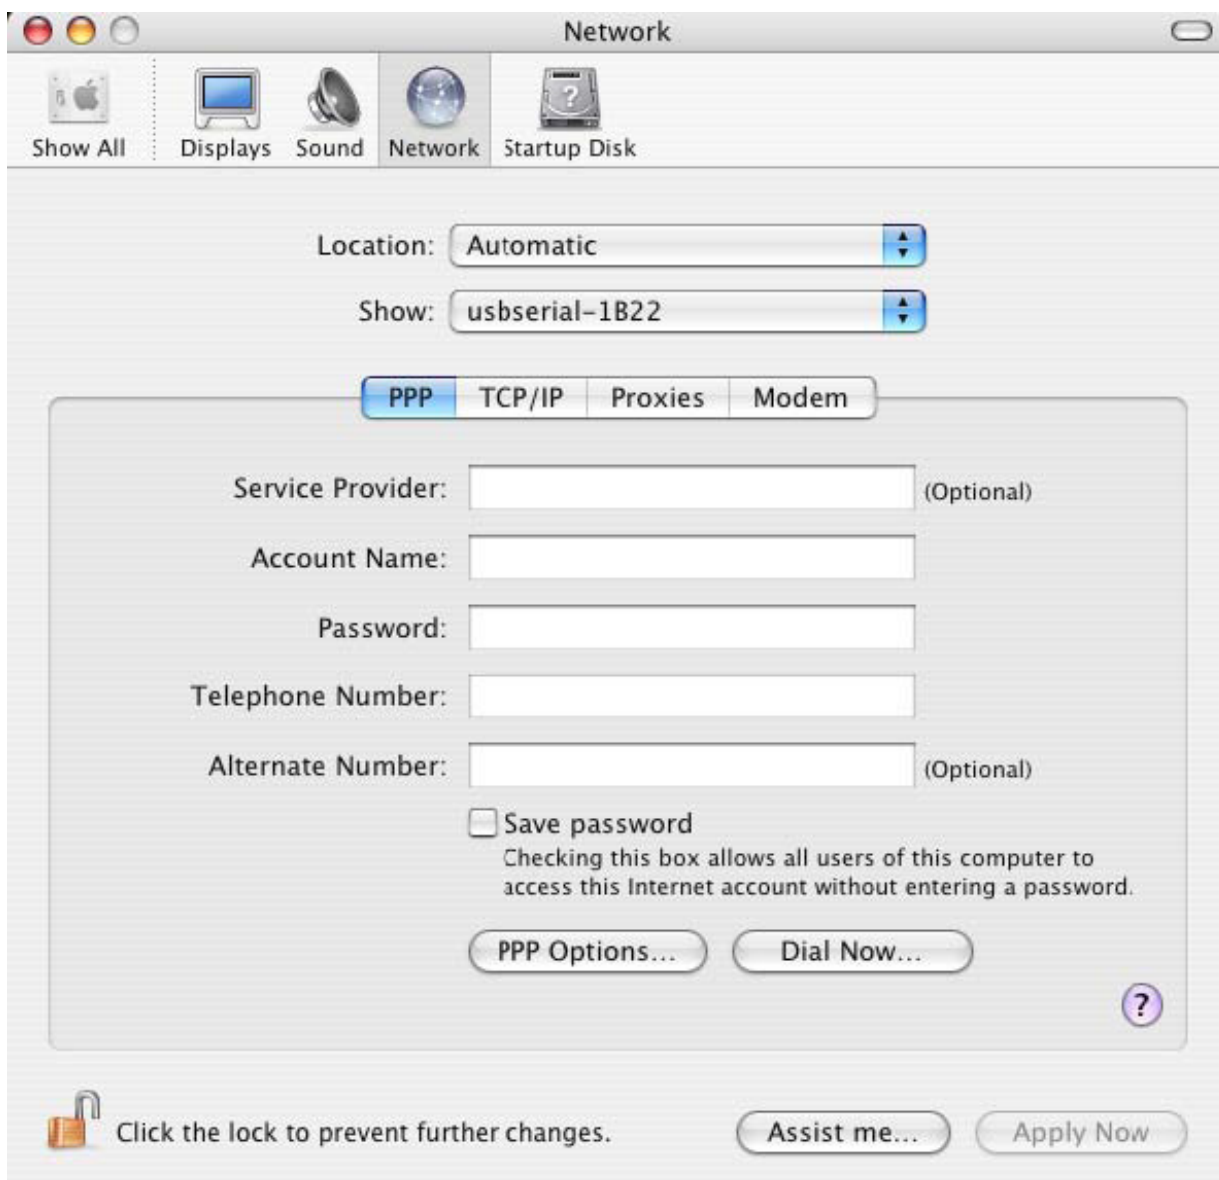 Network
Show All Displays Sound Network Startup Disk
Location: Automatic
Show: usbserial-1B22
PPP TCP/IP Proxies Modem
Service Provider: (Optional)
Account Name:
Password:
Telephone Number:
Alternate Number: (Optional)
Save password
Checking this box allows all users of this computer to
access this Internet account without entering a password.
PPP Options... Dial Now...
?
Click the lock to prevent further changes. Assist me... Apply Now